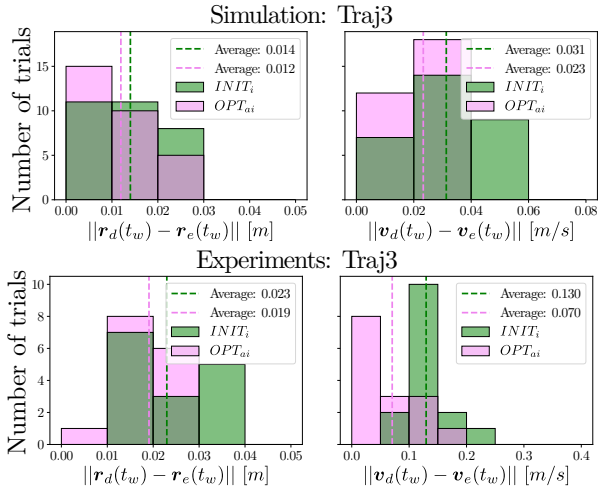 Simulation: Traj3
Number of trials
15
10
5
0
0.00 0.01 0.02 0.03 0.04 0.05
||r_d(t_w) − r_e(t_w)|| [m]
Average: 0.014
Average: 0.012
INIT_i
OPT_ai
0.00 0.02 0.04 0.06 0.08
||v_d(t_w) − v_e(t_w)|| [m/s]
Average: 0.031
Average: 0.023
INIT_i
OPT_ai
Experiments: Traj3
Number of trials
10
8
6
4
2
0
0.00 0.01 0.02 0.03 0.04 0.05
||r_d(t_w) − r_e(t_w)|| [m]
Average: 0.023
Average: 0.019
INIT_i
OPT_ai
0.0 0.1 0.2 0.3 0.4
||v_d(t_w) − v_e(t_w)|| [m/s]
Average: 0.130
Average: 0.070
INIT_i
OPT_ai